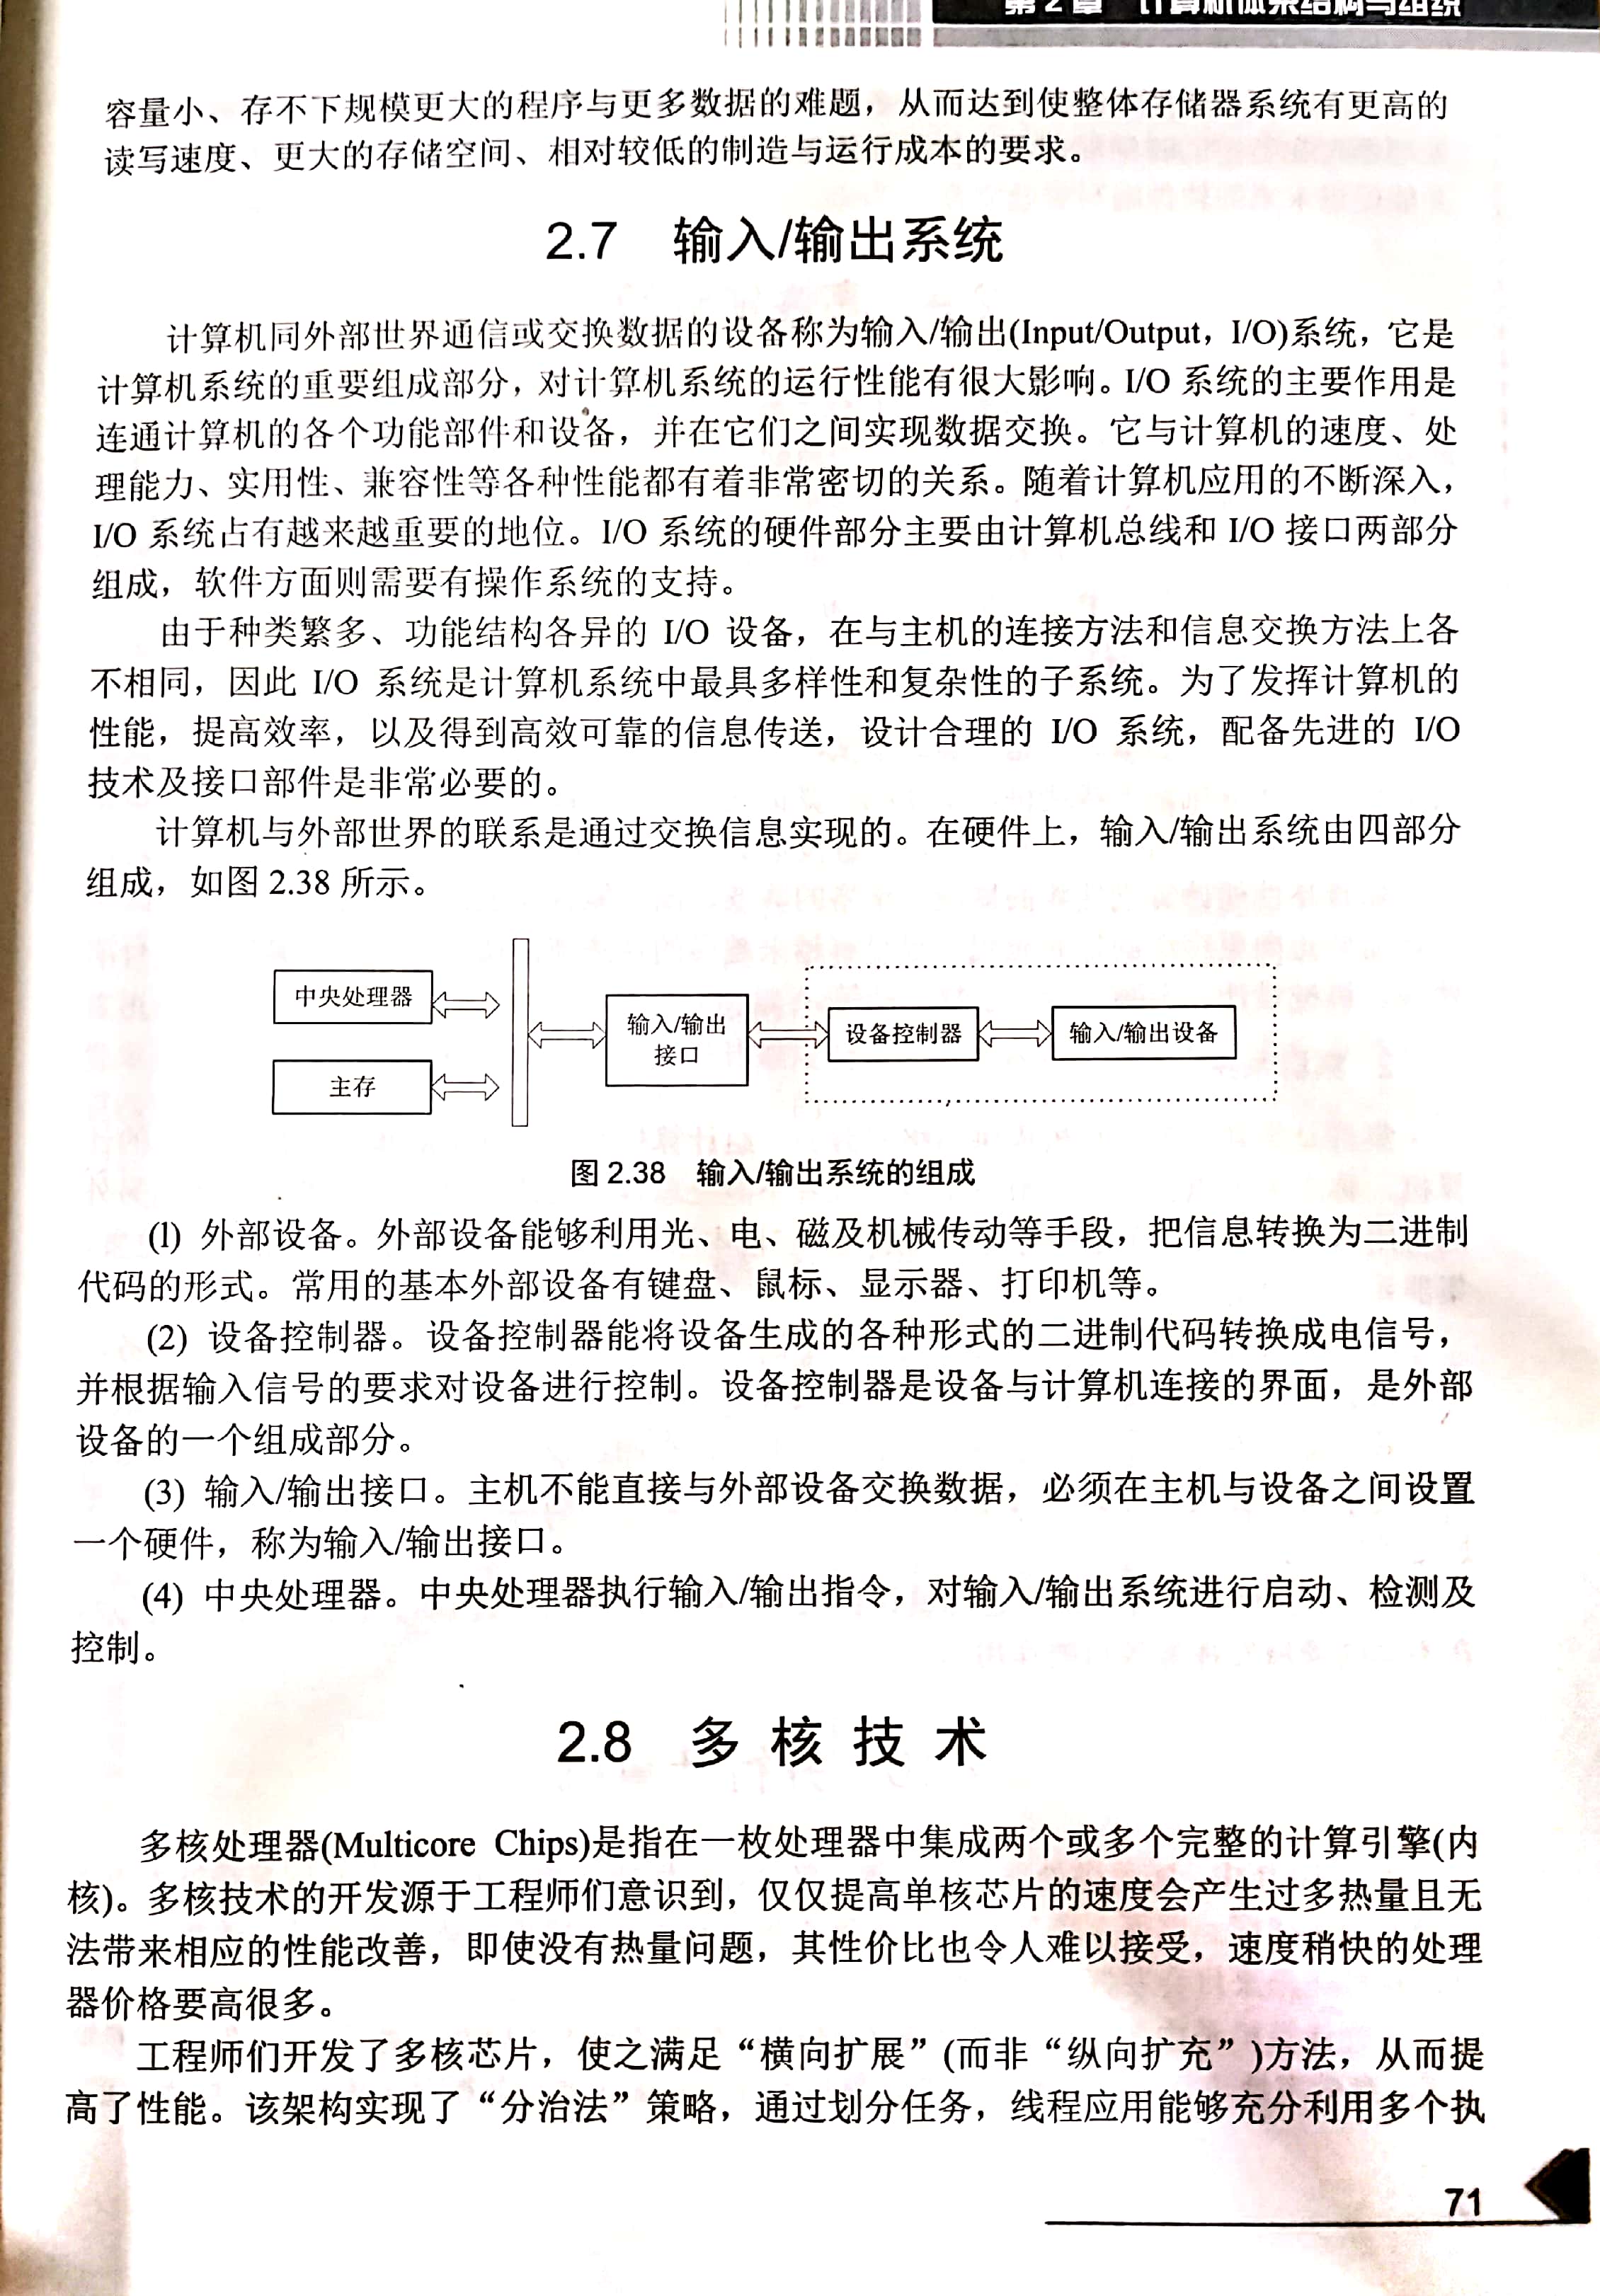 第2章 计算机体系结构与组织
容量小、存不下规模更大的程序与更多数据的难题，从而达到使整体存储器系统有更高的
读写速度、更大的存储空间、相对较低的制造与运行成本的要求。
2.7 输入/输出系统
计算机同外部世界通信或交换数据的设备称为输入/输出(Input/Output，I/O)系统，它是
计算机系统的重要组成部分，对计算机系统的运行性能有很大影响。I/O 系统的主要作用是
连通计算机的各个功能部件和设备，并在它们之间实现数据交换。它与计算机的速度、处
理能力、实用性、兼容性等各种性能都有着非常密切的关系。随着计算机应用的不断深入，
I/O 系统占有越来越重要的地位。I/O 系统的硬件部分主要由计算机总线和 I/O 接口两部分
组成，软件方面则需要有操作系统的支持。
由于种类繁多、功能结构各异的 I/O 设备，在与主机的连接方法和信息交换方法上各
不相同，因此 I/O 系统是计算机系统中最具多样性和复杂性的子系统。为了发挥计算机的
性能，提高效率，以及得到高效可靠的信息传送，设计合理的 I/O 系统，配备先进的 I/O
技术及接口部件是非常必要的。
计算机与外部世界的联系是通过交换信息实现的。在硬件上，输入/输出系统由四部分
组成，如图 2.38 所示。
中央处理器
主存
输入/输出
接口
设备控制器
输入/输出设备
图 2.38 输入/输出系统的组成
(l) 外部设备。外部设备能够利用光、电、磁及机械传动等手段，把信息转换为二进制
代码的形式。常用的基本外部设备有键盘、鼠标、显示器、打印机等。
(2) 设备控制器。设备控制器能将设备生成的各种形式的二进制代码转换成电信号，
并根据输入信号的要求对设备进行控制。设备控制器是设备与计算机连接的界面，是外部
设备的一个组成部分。
(3) 输入/输出接口。主机不能直接与外部设备交换数据，必须在主机与设备之间设置
一个硬件，称为输入/输出接口。
(4) 中央处理器。中央处理器执行输入/输出指令，对输入/输出系统进行启动、检测及
控制。
2.8 多 核 技 术
多核处理器(Multicore Chips)是指在一枚处理器中集成两个或多个完整的计算引擎(内
核)。多核技术的开发源于工程师们意识到，仅仅提高单核芯片的速度会产生过多热量且无
法带来相应的性能改善，即使没有热量问题，其性价比也令人难以接受，速度稍快的处理
器价格要高很多。
工程师们开发了多核芯片，使之满足“横向扩展”(而非“纵向扩充”)方法，从而提
高了性能。该架构实现了“分治法”策略，通过划分任务，线程应用能够充分利用多个执
71